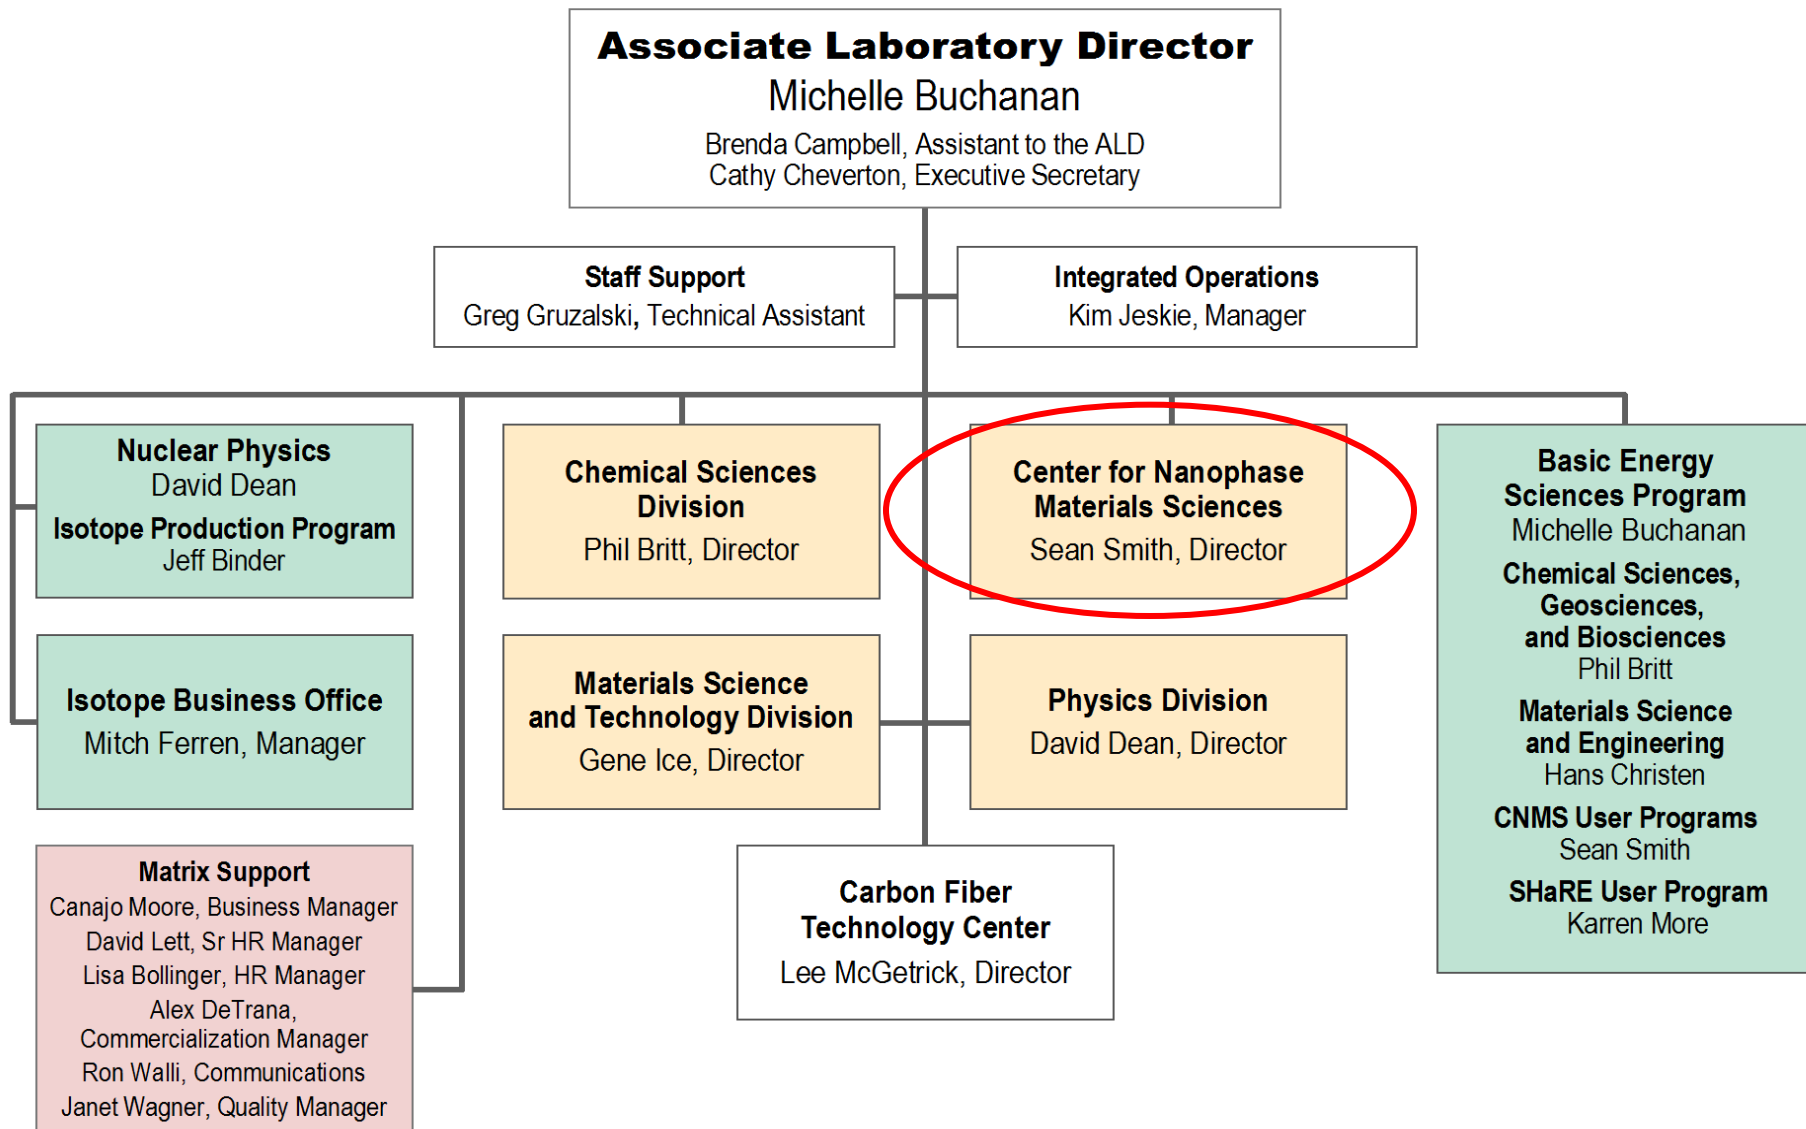 Associate Laboratory Director
Michelle Buchanan
Brenda Campbell, Assistant to the ALD
Cathy Cheverton, Executive Secretary
Staff Support
Greg Gruzalski, Technical Assistant
Integrated Operations
Kim Jeskie, Manager
Nuclear Physics
David Dean
Isotope Production Program
Jeff Binder
Chemical Sciences
Division
Phil Britt, Director
Center for Nanophase
Materials Sciences
Sean Smith, Director
Basic Energy
Sciences Program
Michelle Buchanan
Chemical Sciences,
Geosciences,
and Biosciences
Phil Britt
Materials Science
and Engineering
Hans Christen
CNMS User Programs
Sean Smith
SHaRE User Program
Karren More
Isotope Business Office
Mitch Ferren, Manager
Materials Science
and Technology Division
Gene Ice, Director
Physics Division
David Dean, Director
Matrix Support
Canajo Moore, Business Manager
David Lett, Sr HR Manager
Lisa Bollinger, HR Manager
Alex DeTrana,
Commercialization Manager
Ron Walli, Communications
Janet Wagner, Quality Manager
Carbon Fiber
Technology Center
Lee McGetrick, Director